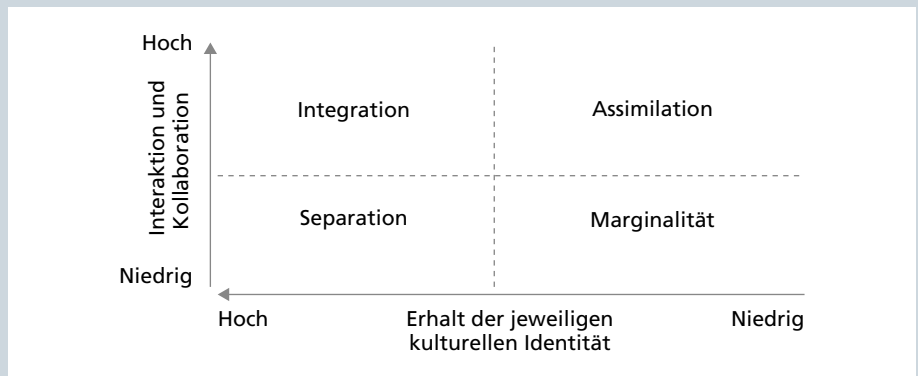 Hoch
Interaktion und
Kollaboration
Integration
Assimilation
Separation
Marginalität
Niedrig
Hoch
Erhalt der jeweiligen
kulturellen Identität
Niedrig